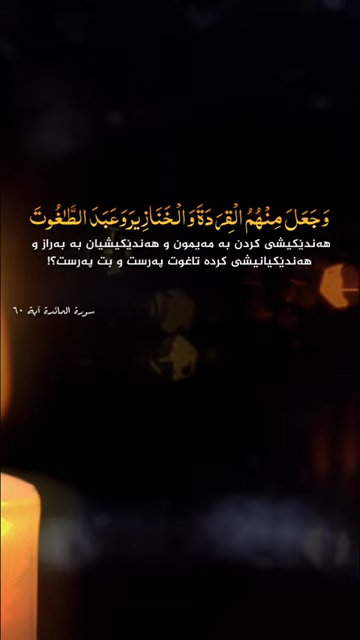 وَجَعَلَ مِنْهُمُ الْقِرَدَةَ وَالْخَنَازِيرَ وَعَبَدَ الطَّاغُوتَ
هەندێکیشی کردن بە مەیمون و هەندێکیشیان بە بەراز و
هەندێکیانیشی کردە تاغوت پەرست و بت پەرست؟!
سورة المائدة آية ٦٠